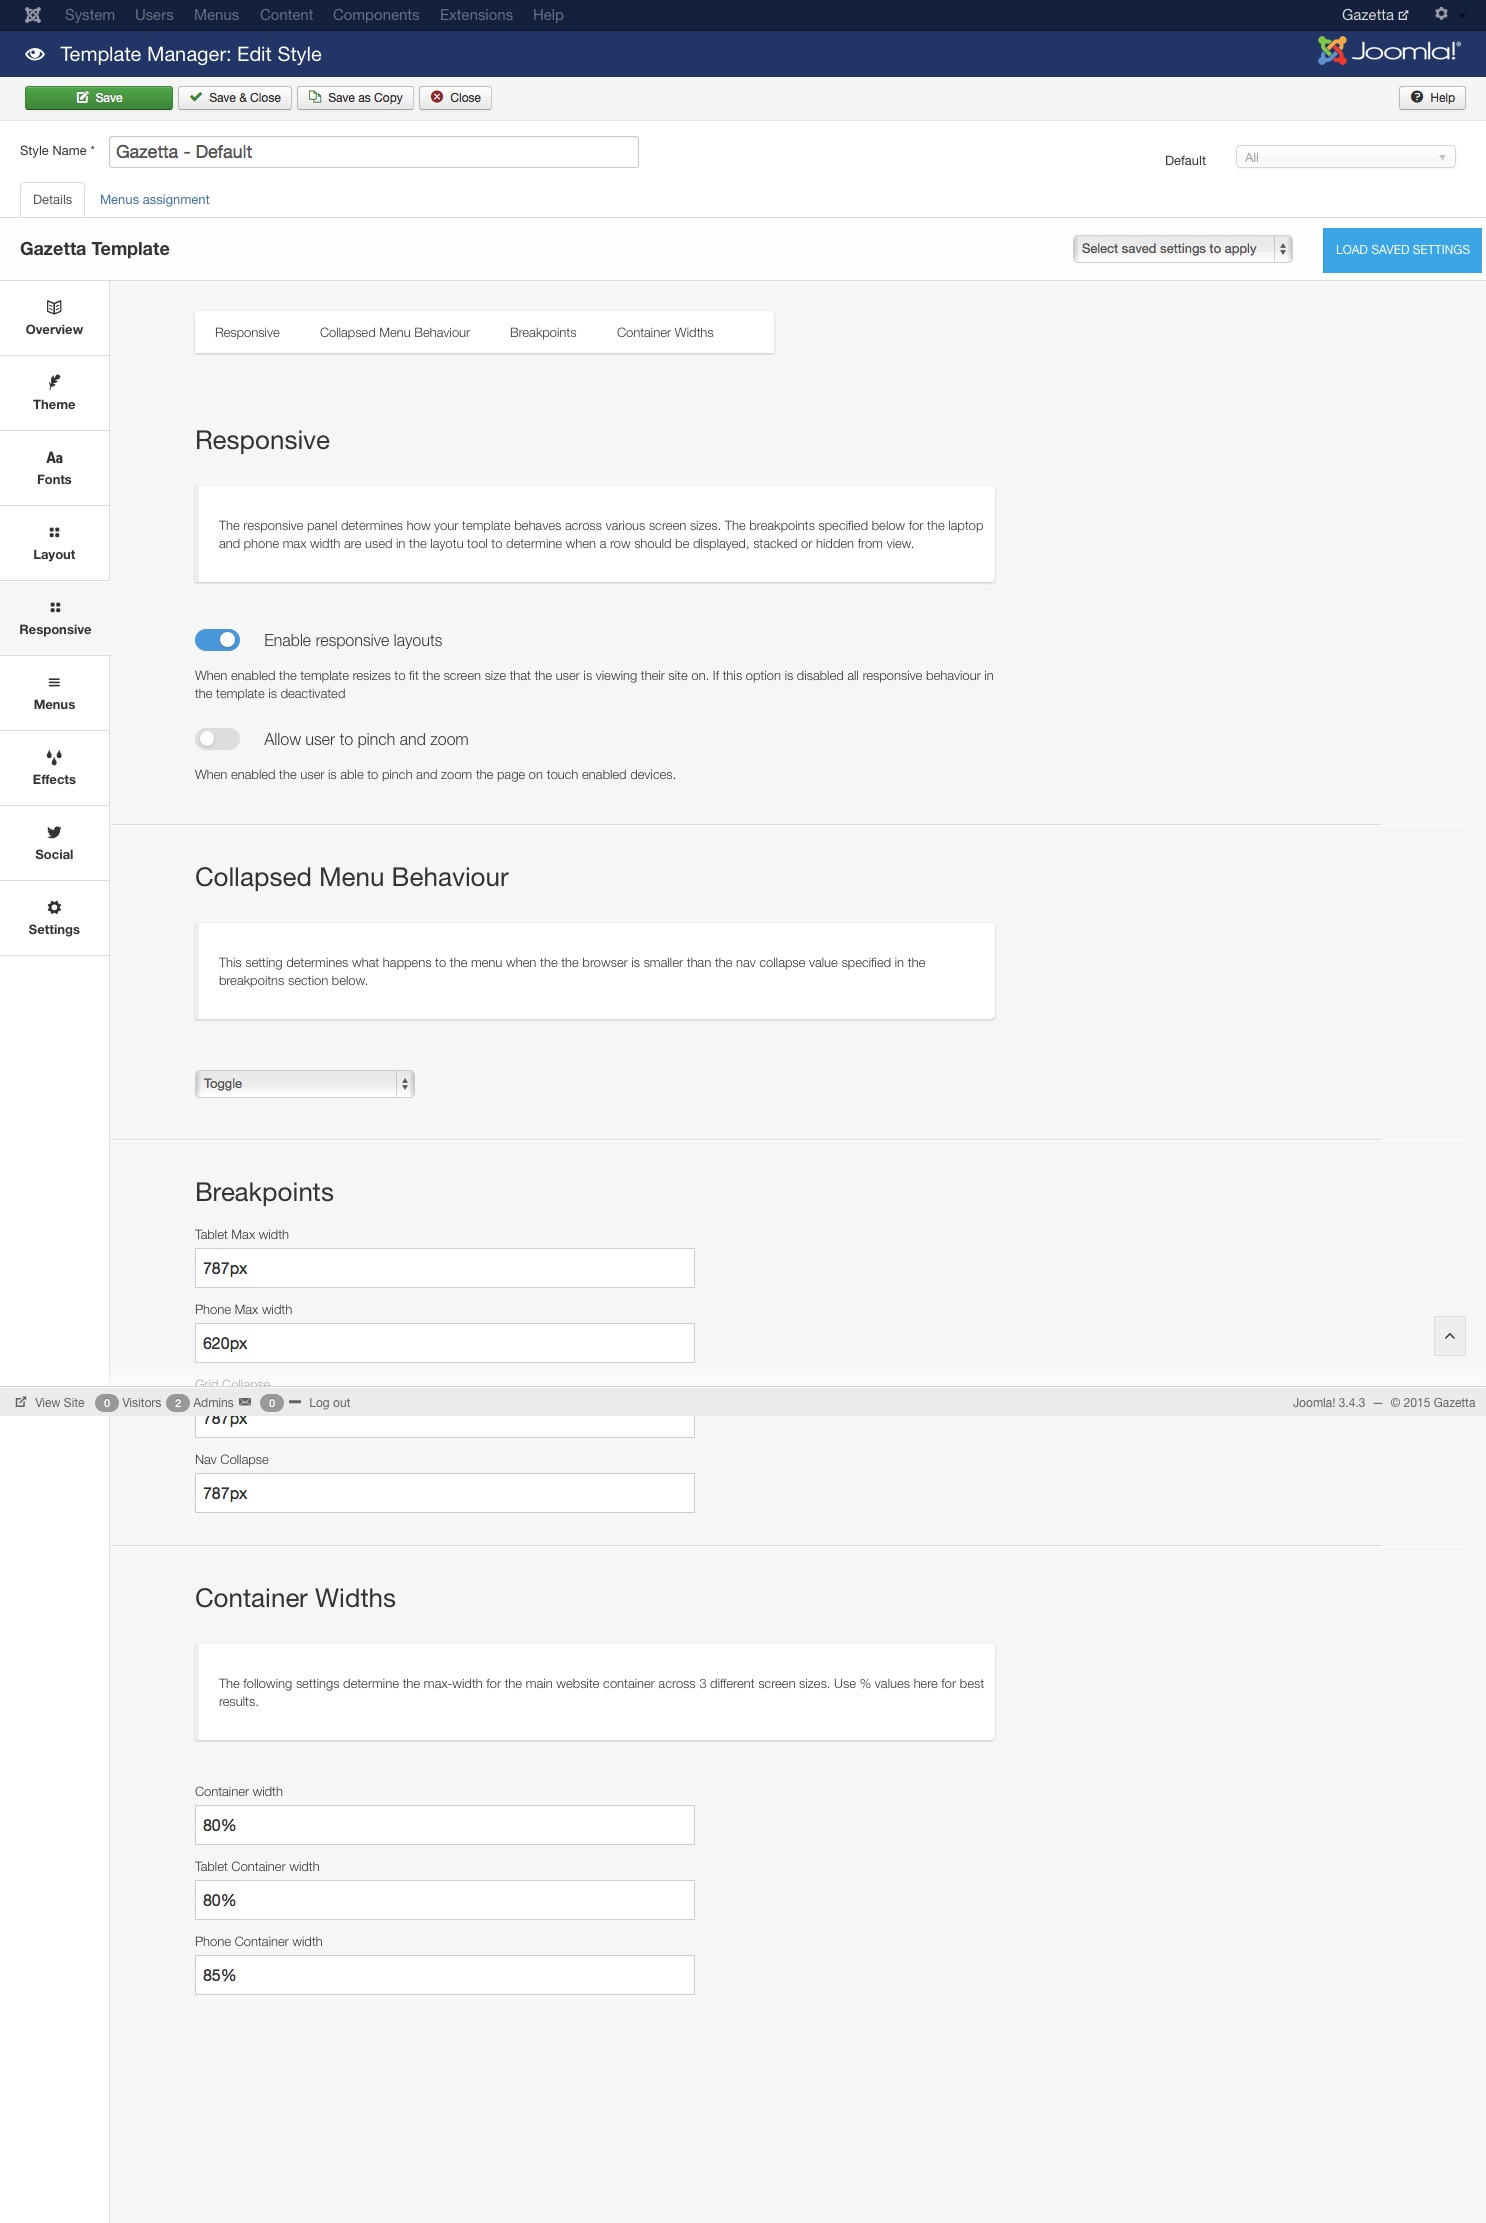 System Users Menus Content Components Extensions Help Gazetta
Template Manager: Edit Style Joomla!®
Save Save & Close Save as Copy Close Help
Style Name * Gazetta - Default Default All
Details Menus assignment
Gazetta Template Select saved settings to apply LOAD SAVED SETTINGS
Overview
Theme
Aa
Fonts
Layout
Responsive
Menus
Effects
Social
Settings
Responsive Collapsed Menu Behaviour Breakpoints Container Widths
Responsive
The responsive panel determines how your template behaves across various screen sizes. The breakpoints specified below for the laptop
and phone max width are used in the layotu tool to determine when a row should be displayed, stacked or hidden from view.
Enable responsive layouts
When enabled the template resizes to fit the screen size that the user is viewing their site on. If this option is disabled all responsive behaviour in
the template is deactivated
Allow user to pinch and zoom
When enabled the user is able to pinch and zoom the page on touch enabled devices.
Collapsed Menu Behaviour
This setting determines what happens to the menu when the the browser is smaller than the nav collapse value specified in the
breakpoitns section below.
Toggle
Breakpoints
Tablet Max width
787px
Phone Max width
620px
Grid Collapse
View Site 0 Visitors 2 Admins 0 Log out Joomla! 3.4.3 — © 2015 Gazetta
787px
Nav Collapse
787px
Container Widths
The following settings determine the max-width for the main website container across 3 different screen sizes. Use % values here for best
results.
Container width
80%
Tablet Container width
80%
Phone Container width
85%